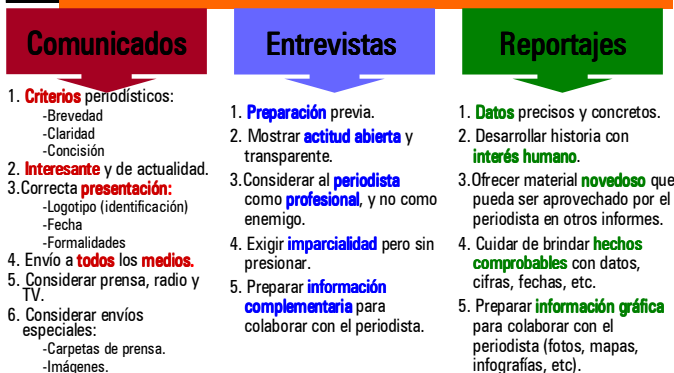 Comunicados
1. Criterios periodísticos:
-Brevedad
-Claridad
-Concisión
2. Interesante y de actualidad.
3.Correcta presentación:
-Logotipo (identificación)
-Fecha
-Formalidades
4. Envío a todos los medios.
5. Considerar prensa, radio y
TV.
6. Considerar envíos
especiales:
-Carpetas de prensa.
-Imágenes.
Entrevistas
1. Preparación previa.
2. Mostrar actitud abierta y
transparente.
3.Considerar al periodista
como profesional, y no como
enemigo.
4. Exigir imparcialidad pero sin
presionar.
5. Preparar información
complementaria para
colaborar con el periodista.
Reportajes
1. Datos precisos y concretos.
2. Desarrollar historia con
interés humano.
3.Ofrecer material novedoso que
pueda ser aprovechado por el
periodista en otros informes.
4. Cuidar de brindar hechos
comprobables con datos,
cifras, fechas, etc.
5. Preparar información gráfica
para colaborar con el
periodista (fotos, mapas,
infografías, etc).